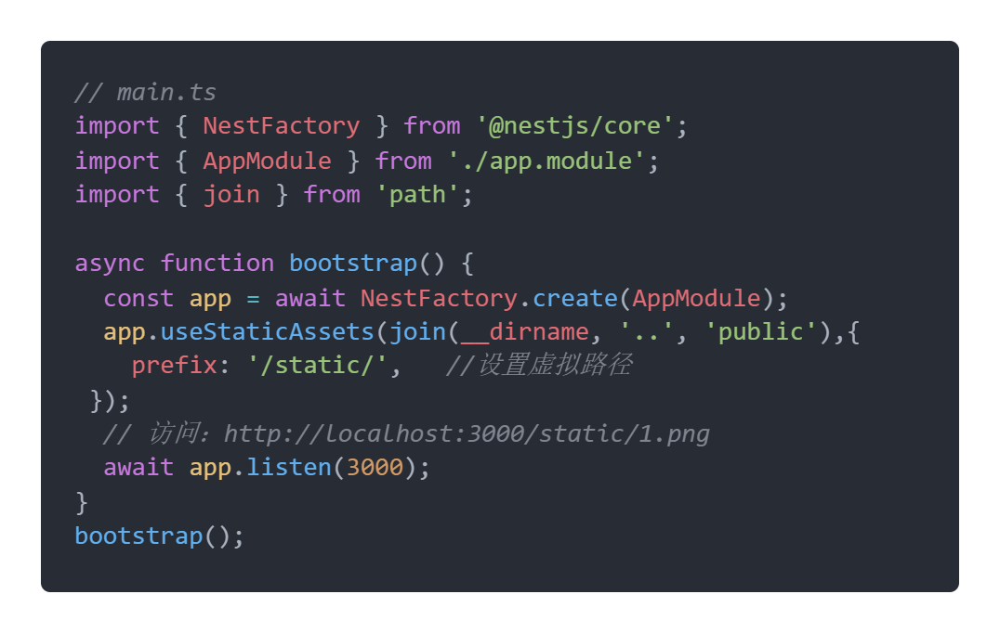 // main.ts
import { NestFactory } from '@nestjs/core';
import { AppModule } from './app.module';
import { join } from 'path';

async function bootstrap() {
  const app = await NestFactory.create(AppModule);
  app.useStaticAssets(join(__dirname, '..', 'public'),{
    prefix: '/static/',   //设置虚拟路径
 });
  // 访问：http://localhost:3000/static/1.png
  await app.listen(3000);
}
bootstrap();